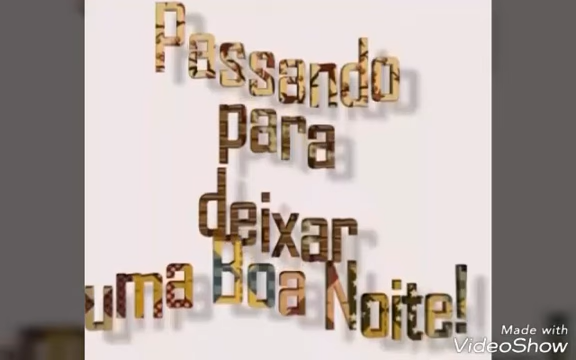 Passando
para
deixar
uma Boa Noite!
Made with
VideoShow